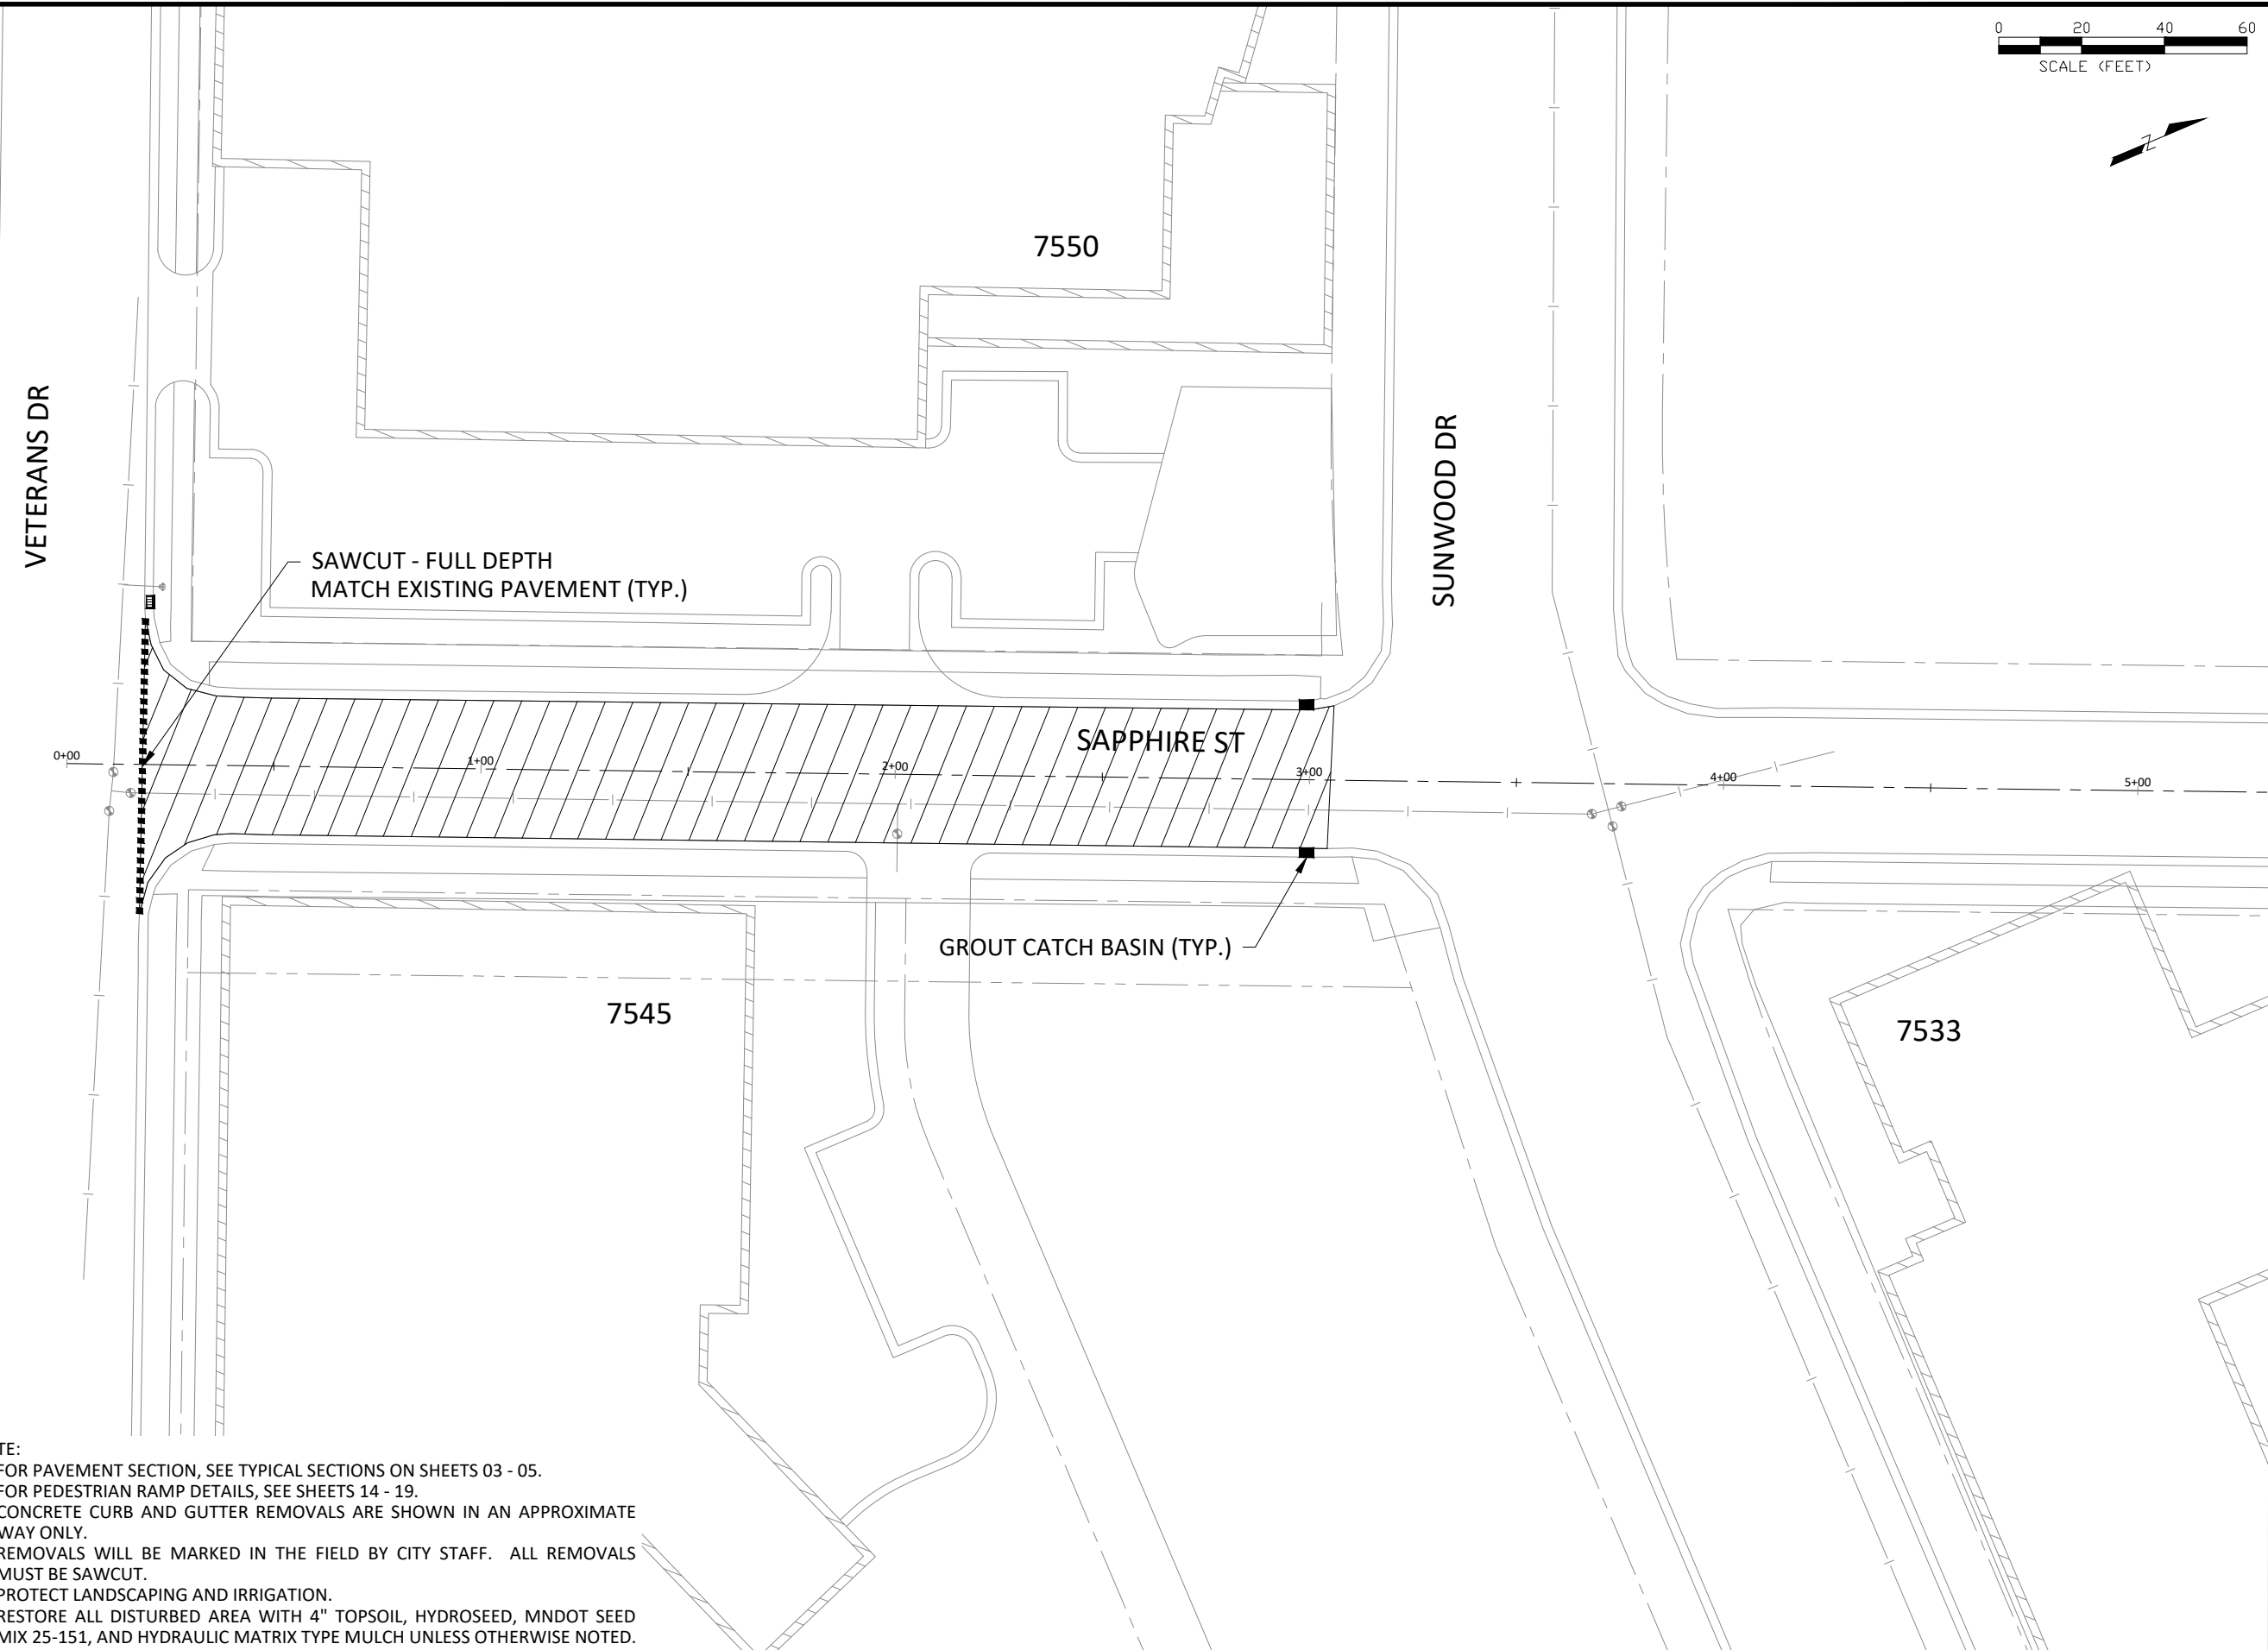 0 20 40 60
SCALE (FEET)
Z
7550
VETERANS DR
SUNWOOD DR
SAWCUT - FULL DEPTH
MATCH EXISTING PAVEMENT (TYP.)
SAPPHIRE ST
0+00 1+00 2+00 3+00 4+00 5+00
GROUT CATCH BASIN (TYP.)
7545
7533
TE:
FOR PAVEMENT SECTION, SEE TYPICAL SECTIONS ON SHEETS 03 - 05.
FOR PEDESTRIAN RAMP DETAILS, SEE SHEETS 14 - 19.
CONCRETE CURB AND GUTTER REMOVALS ARE SHOWN IN AN APPROXIMATE
WAY ONLY.
REMOVALS WILL BE MARKED IN THE FIELD BY CITY STAFF. ALL REMOVALS
MUST BE SAWCUT.
PROTECT LANDSCAPING AND IRRIGATION.
RESTORE ALL DISTURBED AREA WITH 4" TOPSOIL, HYDROSEED, MNDOT SEED
MIX 25-151, AND HYDRAULIC MATRIX TYPE MULCH UNLESS OTHERWISE NOTED.